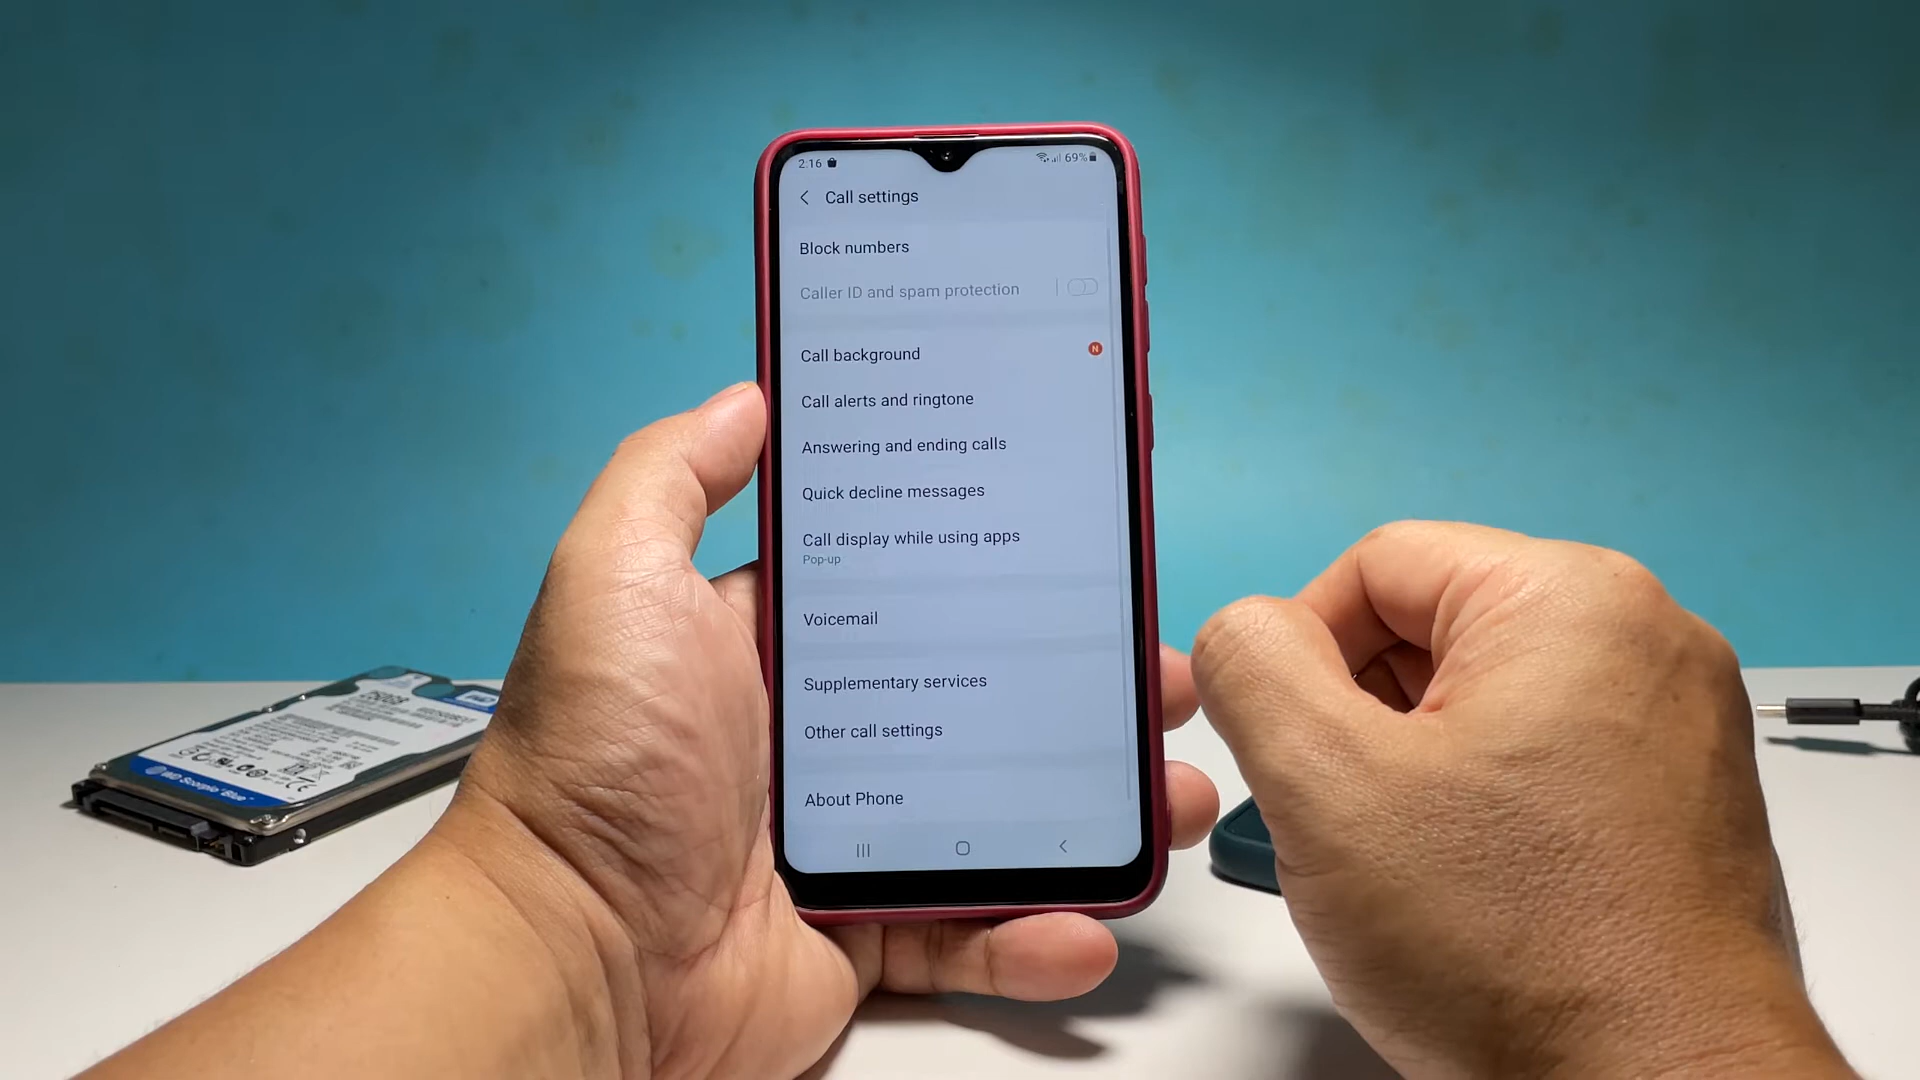 2:16
69%
Call settings
Block numbers
Caller ID and spam protection
Call background
N
Call alerts and ringtone
Answering and ending calls
Quick decline messages
Call display while using apps
Pop-up
Voicemail
Supplementary services
Other call settings
About Phone
250GB
WD
WD Scorpio Blue